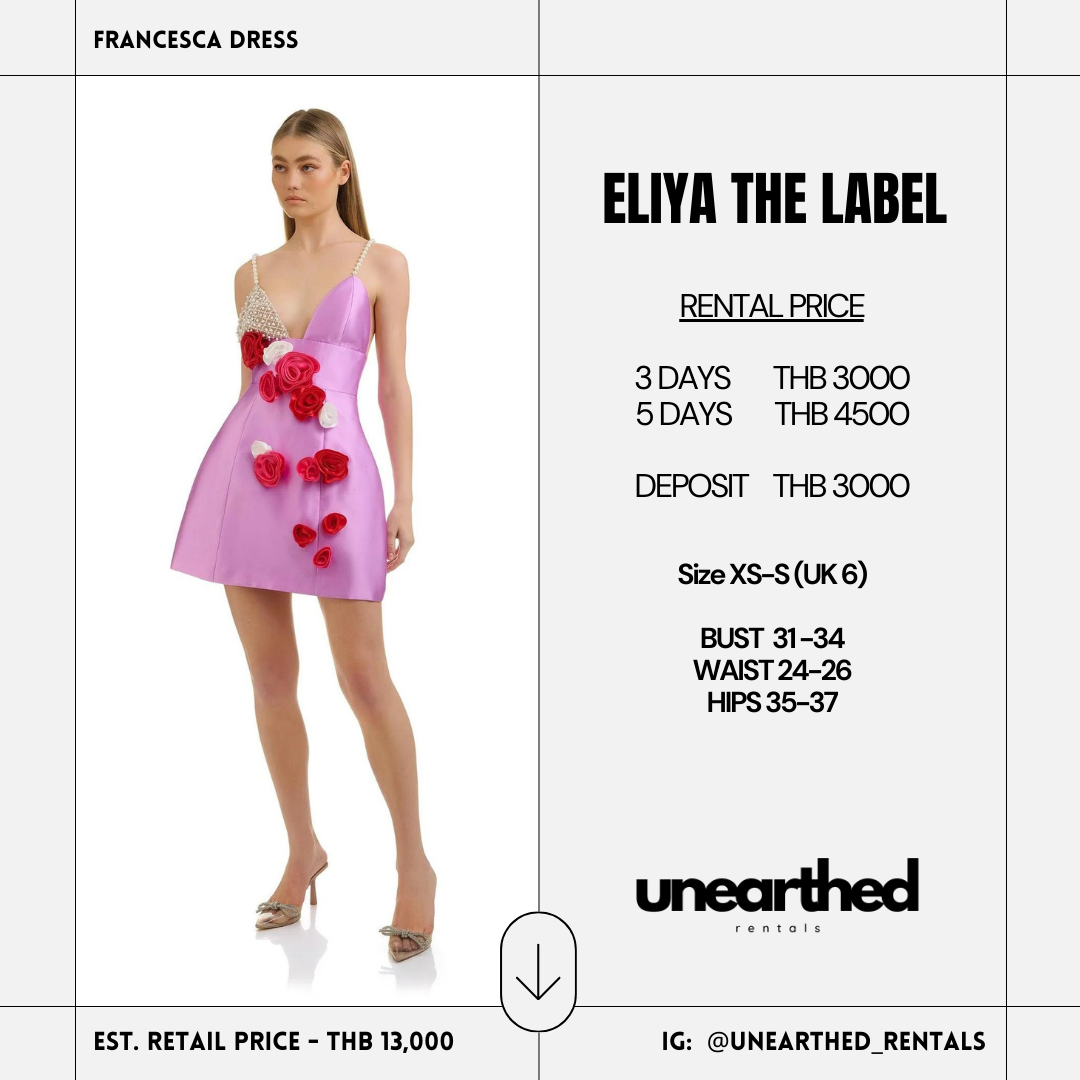 FRANCESCA DRESS
ELIYA THE LABEL
RENTAL PRICE
3 DAYS THB 3000
5 DAYS THB 4500
DEPOSIT THB 3000
Size XS-S (UK 6)
BUST 31-34
WAIST 24-26
HIPS 35-37
unearthed
rentals
EST. RETAIL PRICE - THB 13,000
IG: @UNEARTHED_RENTALS